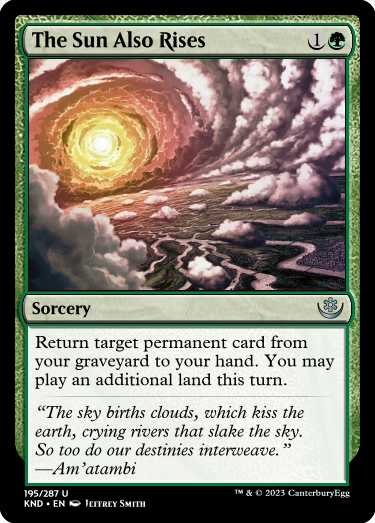 The Sun Also Rises 1
Sorcery
Return target permanent card from
your graveyard to your hand. You may
play an additional land this turn.
“The sky births clouds, which kiss the
earth, crying rivers that slake the sky.
So too do our destinies interweave.”
—Am’atambi
195/287 U
KND • EN Jeffrey Smith
™ & © 2023 CanterburyEgg